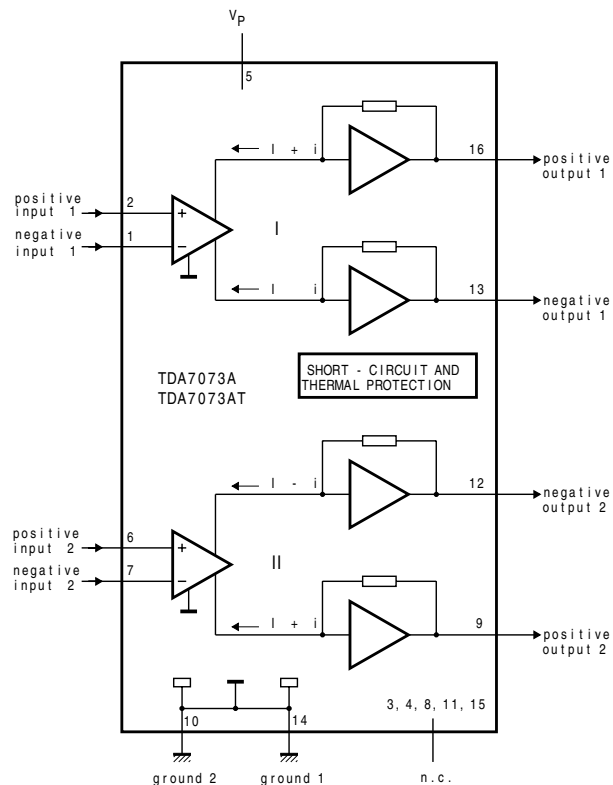 VP
5
I + i
16
positive
output 1
positive
input 1
2
+
negative
input 1
1
−
I
I i
13
negative
output 1
TDA7073A
TDA7073AT
SHORT - CIRCUIT AND
THERMAL PROTECTION
I - i
12
negative
output 2
positive
input 2
6
+
negative
input 2
7
−
II
I + i
9
positive
output 2
10
14
3, 4, 8, 11, 15
ground 2
ground 1
n.c.